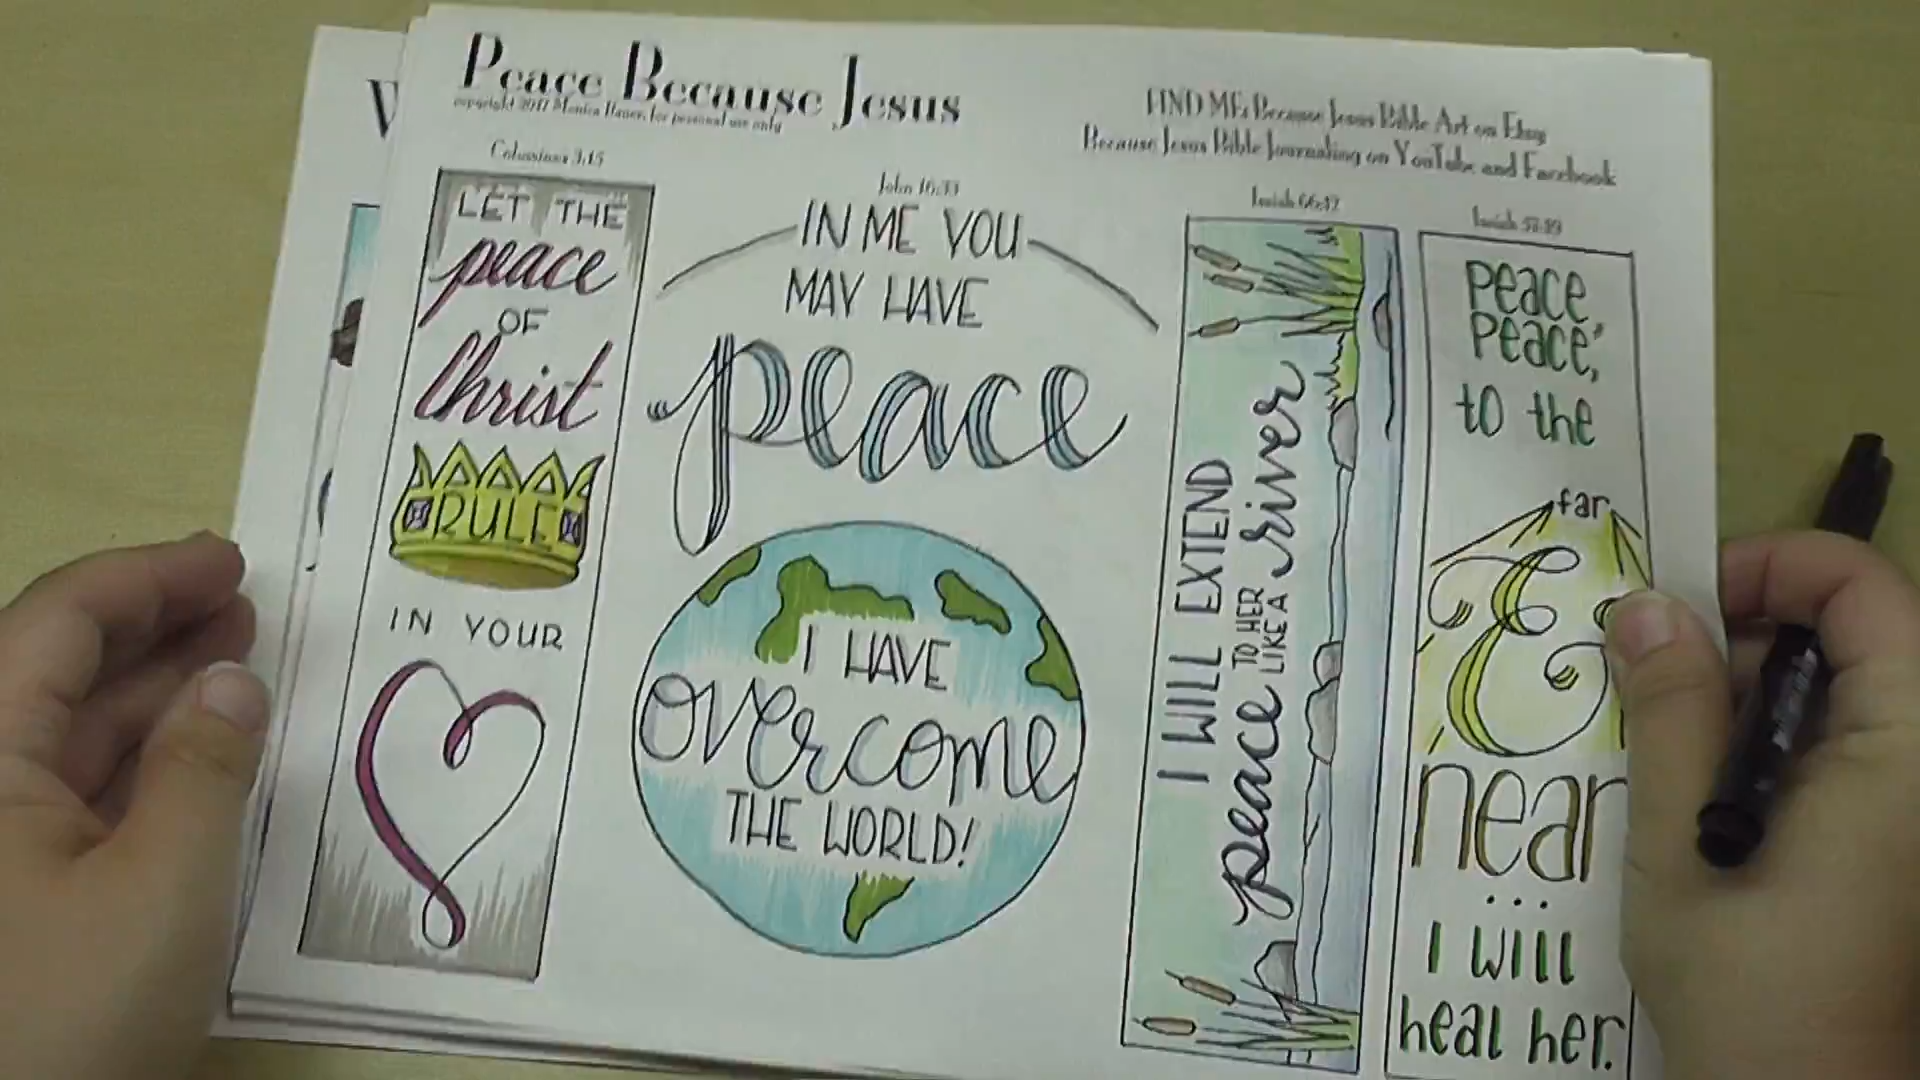 Peace Because Jesus
copyright 2017 Monica Bauer, for personal use only
FIND ME: Because Jesus Bible Art on Etsy
Because Jesus Bible Journaling on YouTube and Facebook
Colossians 3:15
LET THE
peace
OF
Christ
RULE
IN YOUR
John 16:33
IN ME YOU
MAY HAVE
peace
I HAVE
overcome
THE WORLD!
Isaiah 66:12
I WILL EXTEND
peace TO HER
LIKE A river
Isaiah 57:19
Peace,
Peace,
to the
far
&
near
...
I will
heal her.